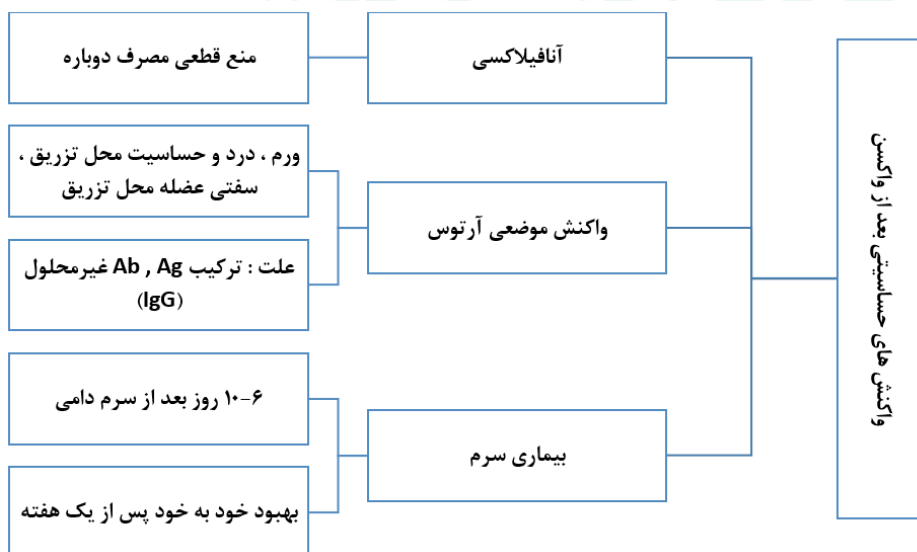 واکنش های حساسیتی بعد از واکسن
آنافیلاکسی
منع قطعی مصرف دوباره
واکنش موضعی آرتوس
ورم ، درد و حساسیت محل تزریق ،
سفتی عضله محل تزریق
علت : ترکیب Ab , Ag غیرمحلول
(IgG)
بیماری سرم
۶-۱۰ روز بعد از سرم دامی
بهبود خود به خود پس از یک هفته